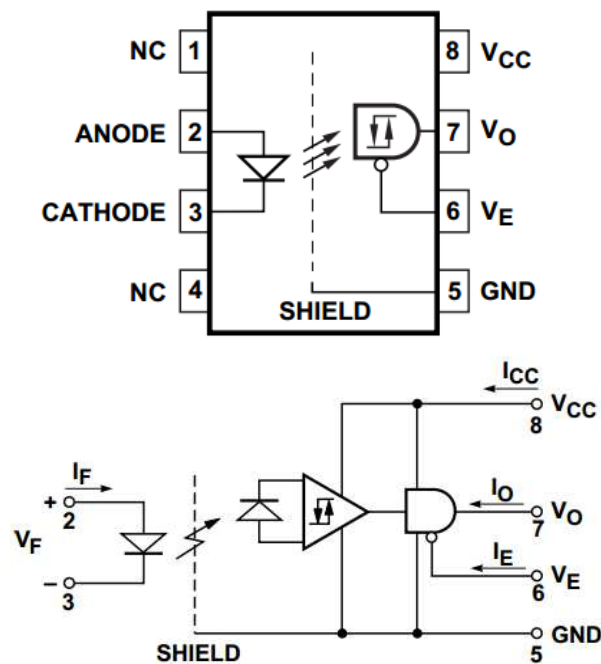 NC 1 8 VCC
ANODE 2 7 VO
CATHODE 3 6 VE
NC 4 5 GND
SHIELD
ICC
VCC
8
IF
+
2
IO
VO
7
VF
IE
VE
6
–
3
GND
5
SHIELD